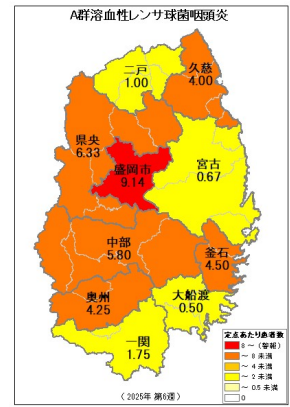 A群溶血性レンサ球菌咽頭炎
二戸
1.00
久慈
4.00
県央
6.33
盛岡市
9.14
宮古
0.67
中部
5.80
釜石
4.50
奥州
4.25
大船渡
0.50
一関
1.75
定点あたり患者数
8 ～ (警報)
～ 8 未満
～ 4 未満
～ 2 未満
～ 0.5 未満
0
（2025年 第6週）